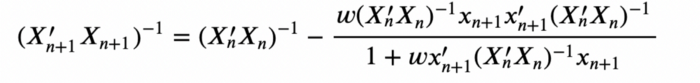 $(X'_{n+1} X_{n+1})^{-1} = (X'_n X_n)^{-1} - \frac{w(X'_n X_n)^{-1} x_{n+1} x'_{n+1} (X'_n X_n)^{-1}}{1 + w x'_{n+1} (X'_n X_n)^{-1} x_{n+1}}$